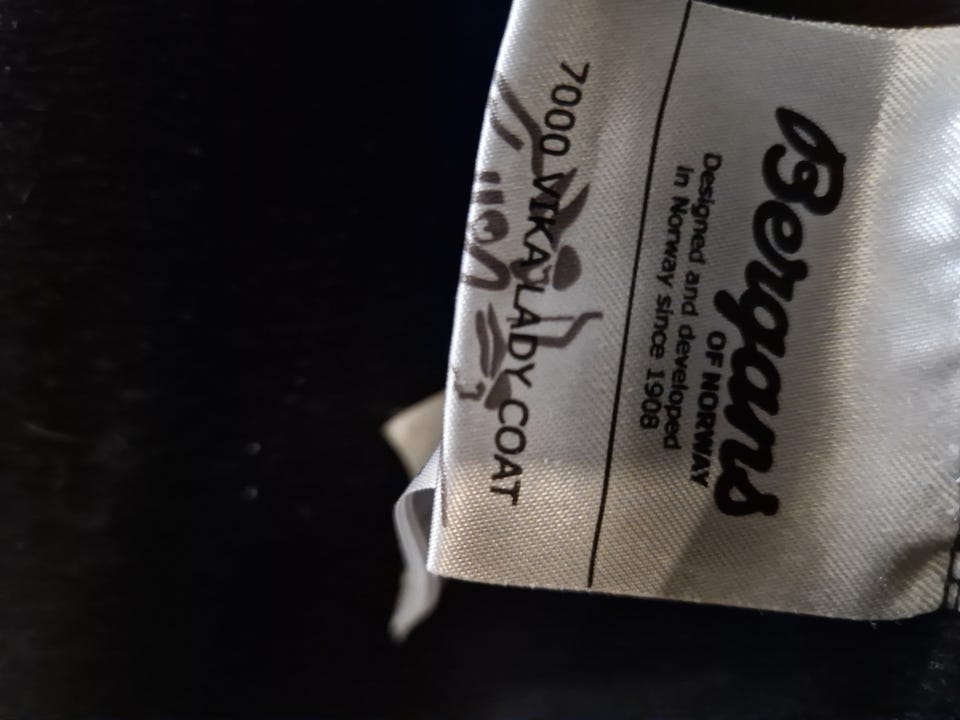 Bergans
OF NORWAY
Designed and developed
in Norway since 1908
7000 VIKA LADY COAT